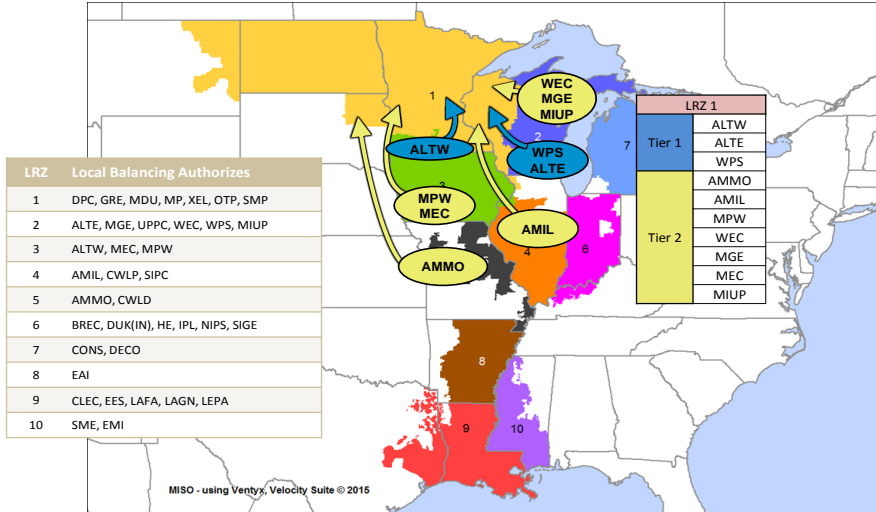 LRZ Local Balancing Authorizes
1 DPC, GRE, MDU, MP, XEL, OTP, SMP
2 ALTE, MGE, UPPC, WEC, WPS, MIUP
3 ALTW, MEC, MPW
4 AMIL, CWLP, SIPC
5 AMMO, CWLD
6 BREC, DUK(IN), HE, IPL, NIPS, SIGE
7 CONS, DECO
8 EAI
9 CLEC, EES, LAFA, LAGN, LEPA
10 SME, EMI
1
WEC
MGE
MIUP
ALTW
2
WPS
ALTE
7
3
MPW
MEC
AMIL
4
6
AMMO
8
9
10
LRZ 1
Tier 1
ALTW
ALTE
WPS
Tier 2
AMMO
AMIL
MPW
WEC
MGE
MEC
MIUP
MISO - using Ventyx, Velocity Suite © 2015